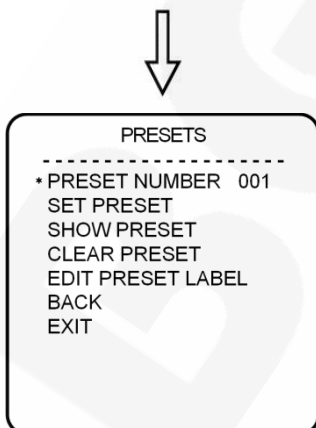 PRESETS
- - - - - - - - - - - - - - - - - - - - -
* PRESET NUMBER 001
SET PRESET
SHOW PRESET
CLEAR PRESET
EDIT PRESET LABEL
BACK
EXIT